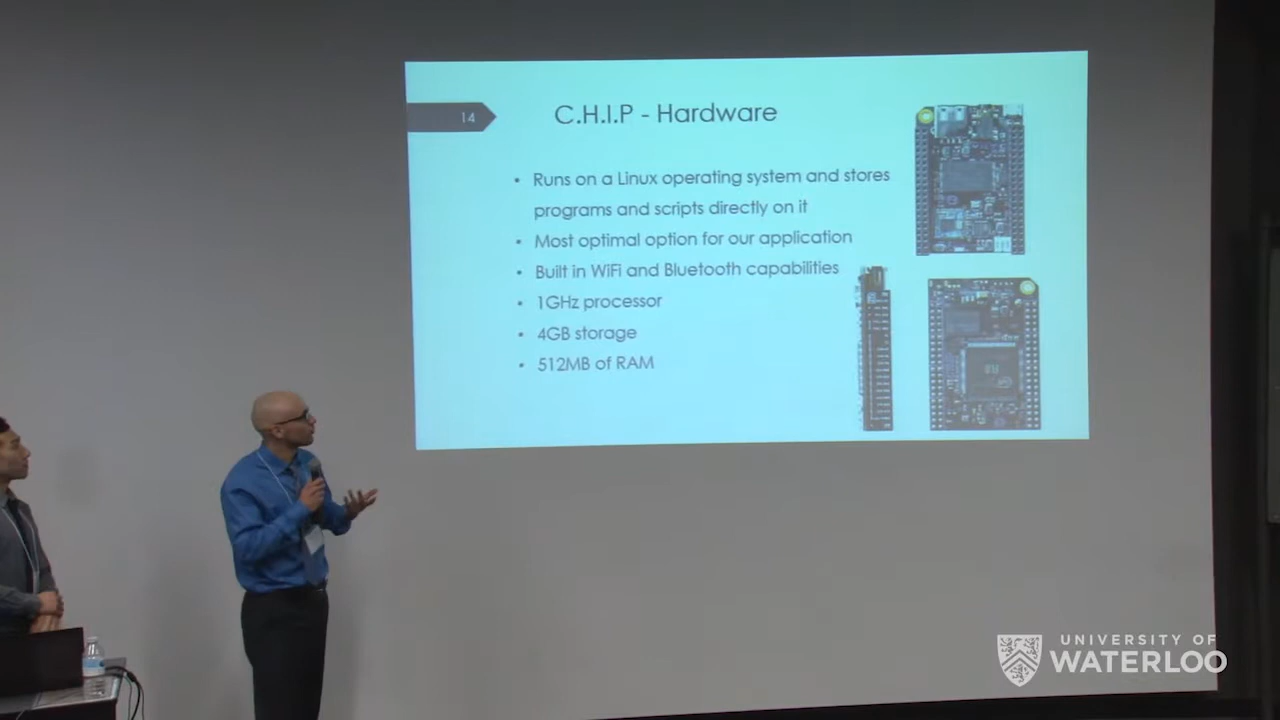 14
C.H.I.P - Hardware
• Runs on a Linux operating system and stores
programs and scripts directly on it
• Most optimal option for our application
• Built in WiFi and Bluetooth capabilities
• 1GHz processor
• 4GB storage
• 512MB of RAM
UNIVERSITY OF
WATERLOO